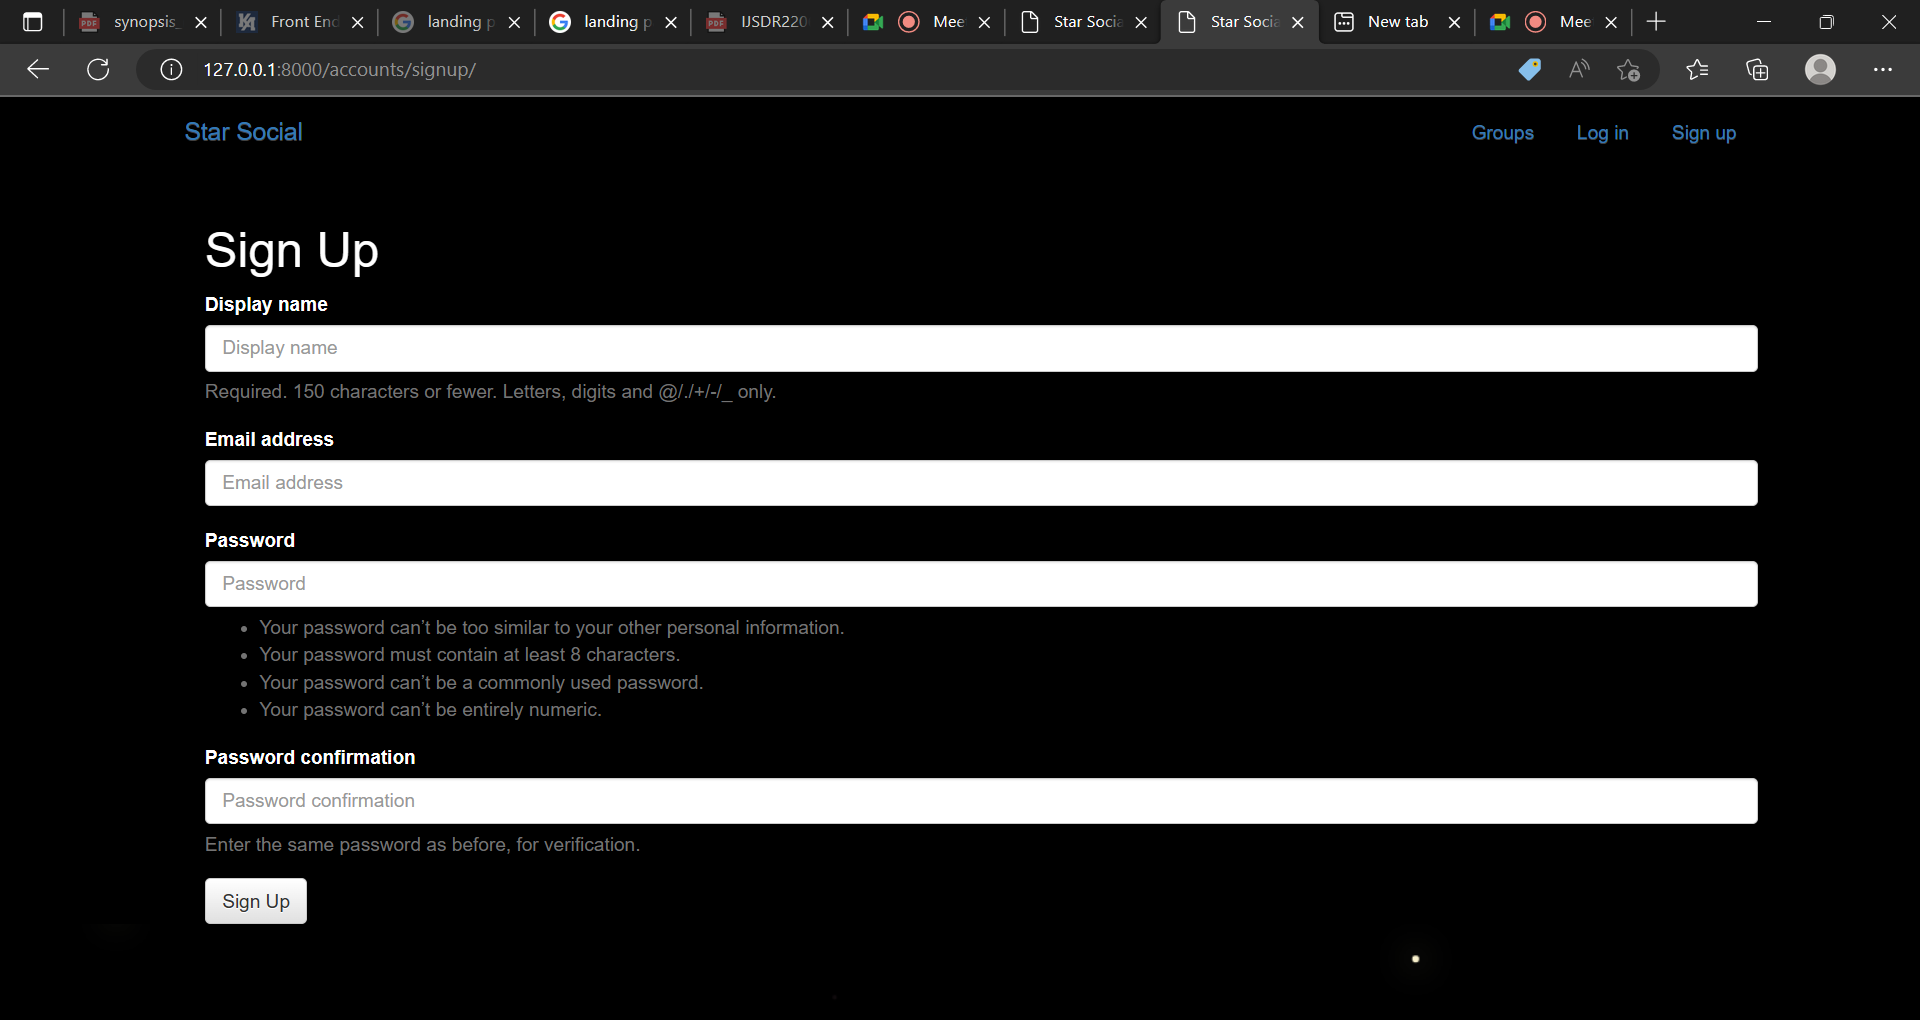 synopsis_
Front End
landing p
landing p
IJSDR220
Mee
Star Socia
Star Socia
New tab
Mee
127.0.0.1:8000/accounts/signup/
Star Social
Groups
Log in
Sign up
Sign Up
Display name
Display name
Required. 150 characters or fewer. Letters, digits and @/./+/-/_ only.
Email address
Email address
Password
Password
• Your password can’t be too similar to your other personal information.
• Your password must contain at least 8 characters.
• Your password can’t be a commonly used password.
• Your password can’t be entirely numeric.
Password confirmation
Password confirmation
Enter the same password as before, for verification.
Sign Up